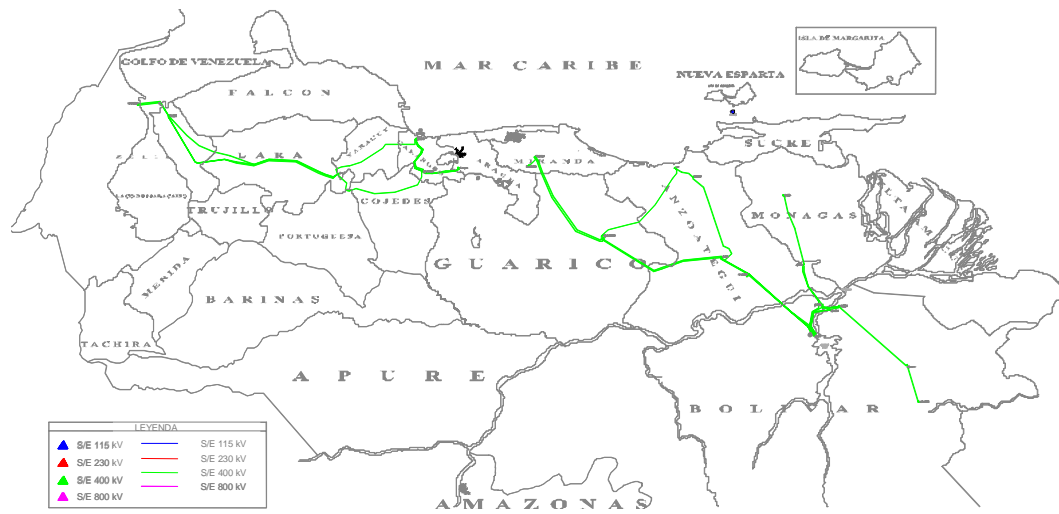 ISLA DE MARGARITA
GOLFO DE VENEZUELA
MAR CARIBE
NUEVA ESPARTA
FALCON
SUCRE
LARA
MIRANDA
TRUJILLO
COJEDES
MONAGAS
ANZOATEGUI
PORTUGUESA
GUARICO
MERIDA
BARINAS
TACHIRA
APURE
BOLIVAR
AMAZONAS
LEYENDA
S/E 115 kV S/E 115 kV
S/E 230 kV S/E 230 kV
S/E 400 kV S/E 400 kV
S/E 800 kV S/E 800 kV